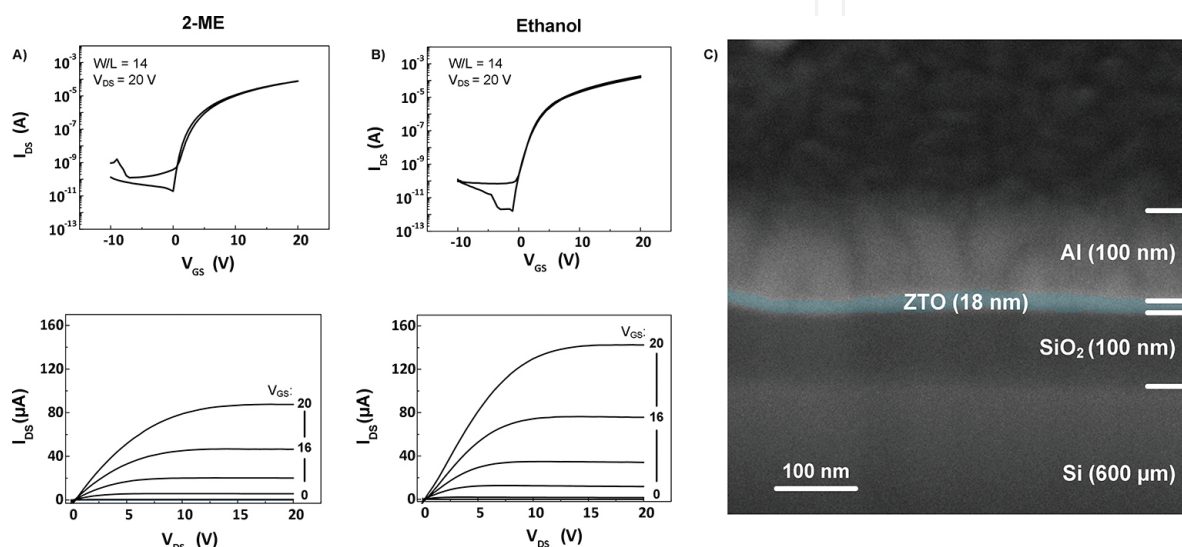 2-ME
Ethanol
A)
10⁻³
10⁻⁵
10⁻⁷
10⁻⁹
10⁻¹¹
10⁻¹³
I_DS (A)
W/L = 14
V_DS = 20 V
-10 0 10 20
V_GS (V)
B)
10⁻³
10⁻⁵
10⁻⁷
10⁻⁹
10⁻¹¹
10⁻¹³
I_DS (A)
W/L = 14
V_DS = 20 V
-10 0 10 20
V_GS (V)
160
120
80
40
0
I_DS (µA)
V_GS:
20
16
0
0 5 10 15 20
V_DS (V)
160
120
80
40
0
I_DS (µA)
V_GS:
20
16
0
0 5 10 15 20
V_DS (V)
C)
Al (100 nm)
ZTO (18 nm)
SiO₂ (100 nm)
100 nm
Si (600 µm)